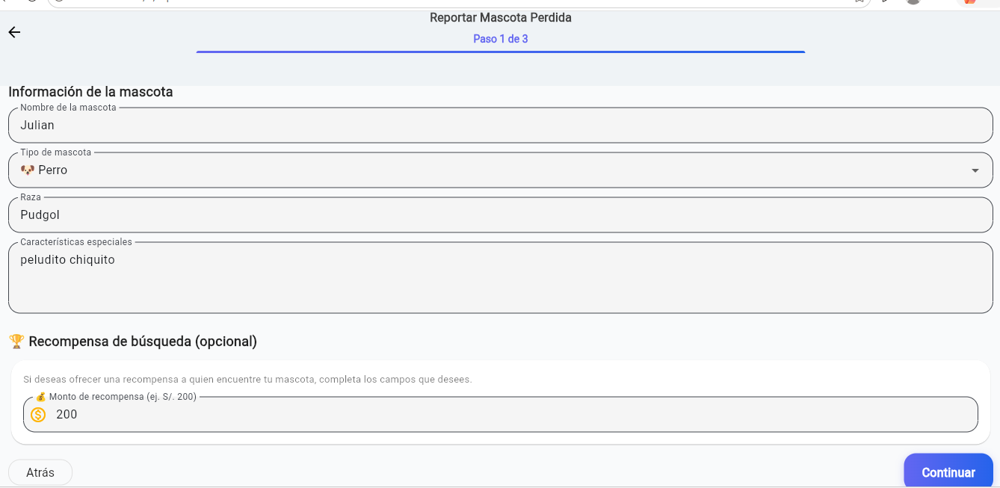 Reportar Mascota Perdida
Paso 1 de 3
Información de la mascota
Nombre de la mascota
Julian
Tipo de mascota
🐶 Perro
Raza
Pudgol
Características especiales
peludito chiquito
🏆 Recompensa de búsqueda (opcional)
Si deseas ofrecer una recompensa a quien encuentre tu mascota, completa los campos que desees.
💰 Monto de recompensa (ej. S/. 200)
200
Atrás
Continuar